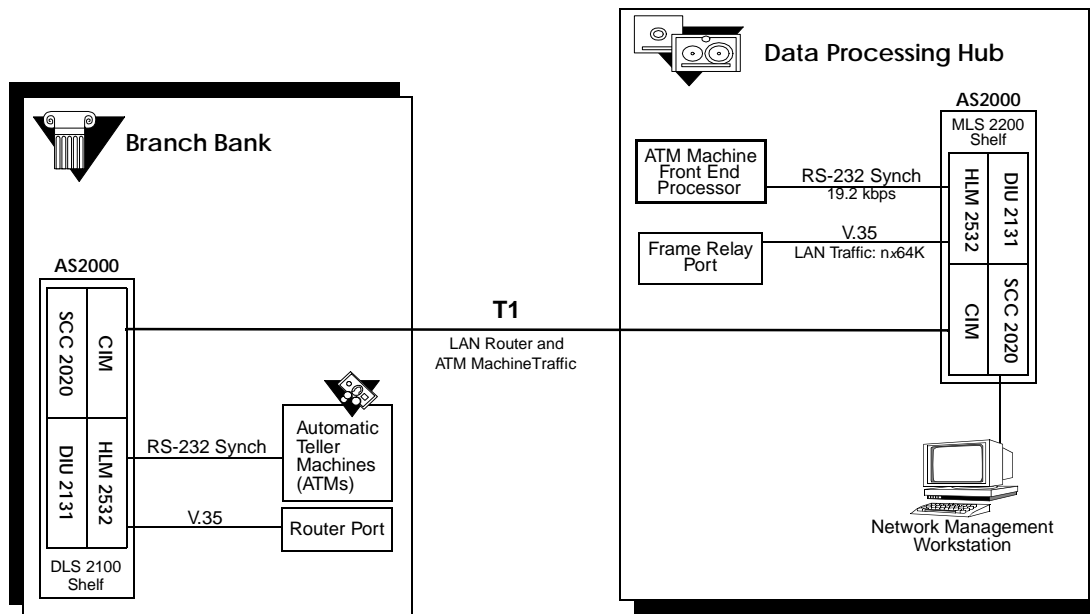 Data Processing Hub
AS2000
MLS 2200
Shelf
ATM Machine
Front End
Processor
RS-232 Synch
19.2 kbps
HLM 2532
DIU 2131
Frame Relay
Port
V.35
LAN Traffic: nx64K
CIM
SCC 2020
Network Management
Workstation
Branch Bank
AS2000
SCC 2020
CIM
T1
LAN Router and
ATM MachineTraffic
DIU 2131
HLM 2532
RS-232 Synch
Automatic
Teller
Machines
(ATMs)
V.35
Router Port
DLS 2100
Shelf